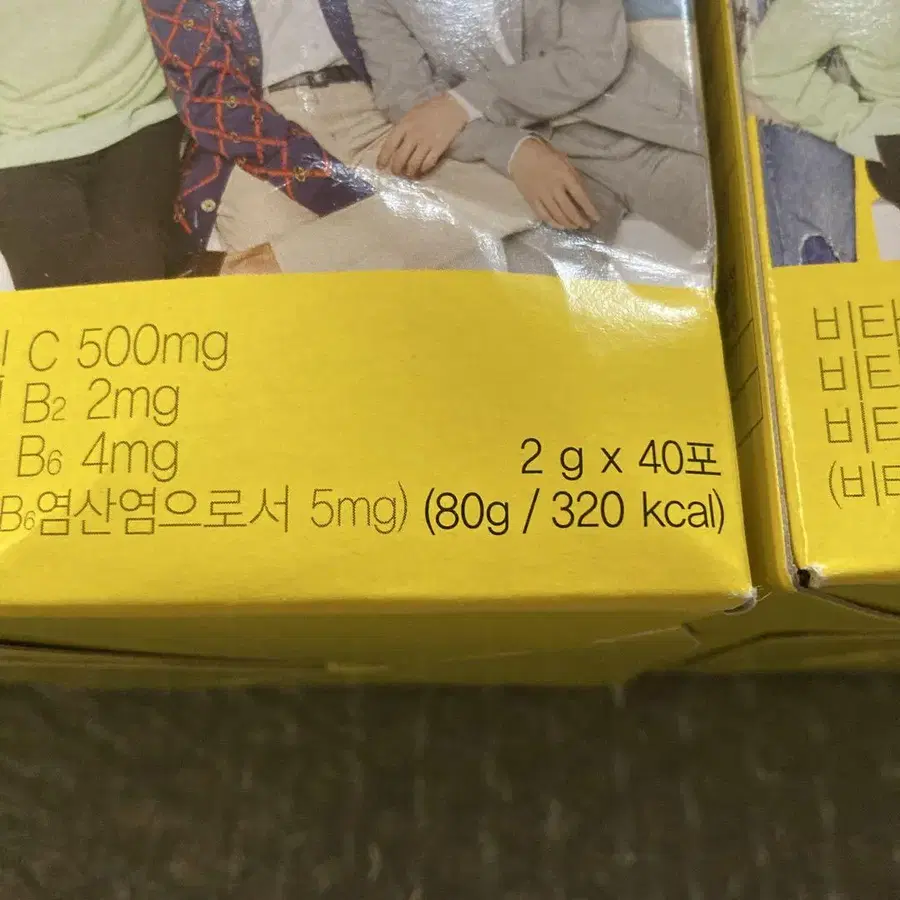 C 500mg
B2 2mg
B6 4mg
2 g x 40포
B6염산염으로서 5mg) (80g / 320 kcal)
비타
비타
비타
(비타